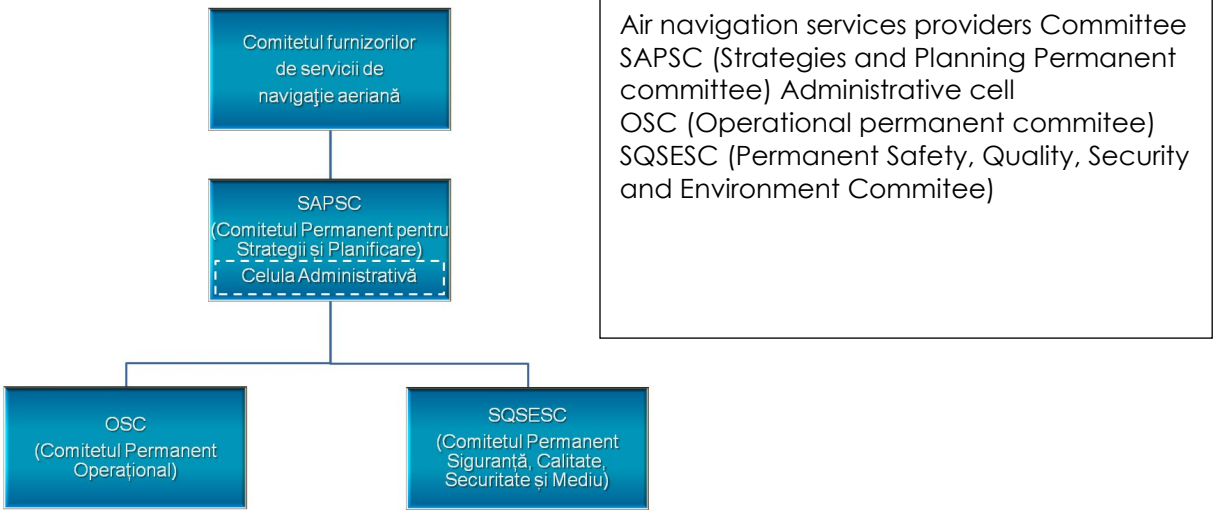 Comitetul furnizorilor
de servicii de
navigaţie aeriană
SAPSC
(Comitetul Permanent pentru
Strategii si Planificare)
Celula Administrativă
OSC
(Comitetul Permanent
Operațional)
SQSESC
(Comitetul Permanent
Siguranță, Calitate,
Securitate și Mediu)
Air navigation services providers Committee
SAPSC (Strategies and Planning Permanent
committee) Administrative cell
OSC (Operational permanent commitee)
SQSESC (Permanent Safety, Quality, Security
and Environment Commitee)